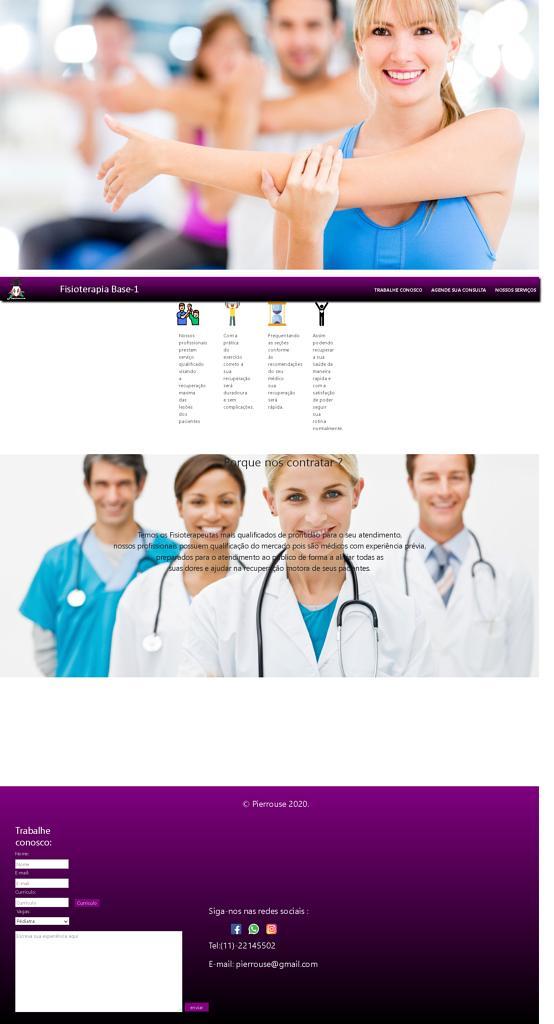 Fisioterapia Base-1
TRABALHE CONOSCO AGENDE SUA CONSULTA NOSSOS SERVIÇOS
Nossos
profissionais
prestam
serviço
qualificado
visando
a
recuperação
maxima
das
lesões
dos
pacientes
Com a
prática
do
exercício
correto a
sua
recuperação
será
duradoura
e sem
complicações.
Frequentando
as seções
conforme
às
recomendações
do seu
médico
sua
recuperação
será
rápida.
Assim
podendo
recuperar
a sua
Saúde da
maneira
rapida e
com a
satisfação
de poder
seguir
sua
rotina
normalmente.
Porque nos contratar ?
Temos os Fisioterapeutas mais qualificados de prontidão para o seu atendimento,
nossos profissionais possuem qualificação do mercado pois são médicos com experiência prévia,
preparados para o atendimento ao público de forma a aliviar todas as
suas dores e ajudar na recuperação motora de seus pacientes.
© Pierrouse 2020.
Trabalhe
conosco:
Nome:
Nome
E-mail:
E-mail
Currículo:
Currículo Currículo
Vagas:
Pediatra
Escreva sua experiência aqui
enviar
Siga-nos nas redes sociais :
Tel:(11)-22145502
E-mail: pierrouse@gmail.com